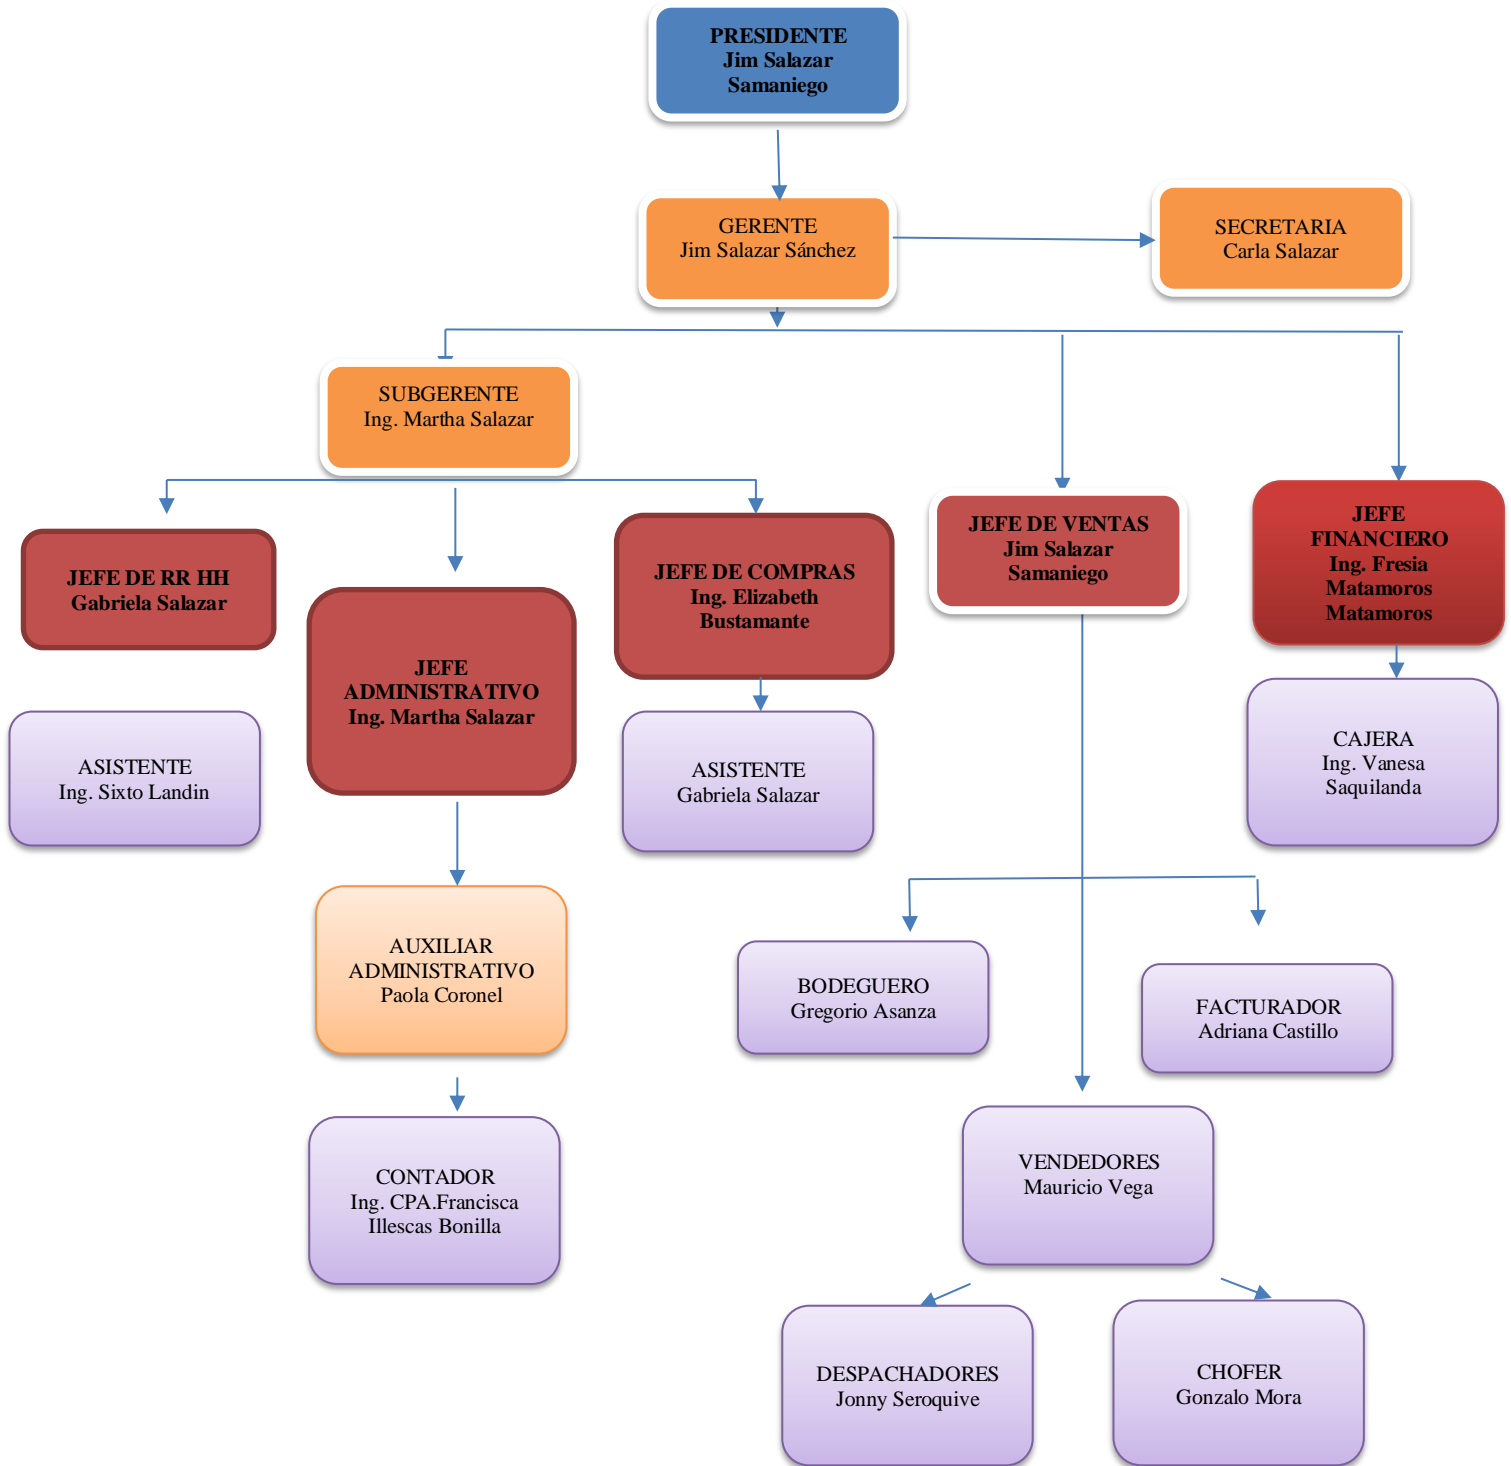 PRESIDENTE
Jim Salazar
Samaniego
GERENTE
Jim Salazar Sánchez
SECRETARIA
Carla Salazar
SUBGERENTE
Ing. Martha Salazar
JEFE DE RR HH
Gabriela Salazar
JEFE
ADMINISTRATIVO
Ing. Martha Salazar
JEFE DE COMPRAS
Ing. Elizabeth
Bustamante
JEFE DE VENTAS
Jim Salazar
Samaniego
JEFE
FINANCIERO
Ing. Fresia
Matamoros
Matamoros
ASISTENTE
Ing. Sixto Landin
ASISTENTE
Gabriela Salazar
CAJERA
Ing. Vanesa
Saquilanda
AUXILIAR
ADMINISTRATIVO
Paola Coronel
BODEGUERO
Gregorio Asanza
FACTURADOR
Adriana Castillo
CONTADOR
Ing. CPA.Francisca
Illescas Bonilla
VENDEDORES
Mauricio Vega
DESPACHADORES
Jonny Seroquive
CHOFER
Gonzalo Mora